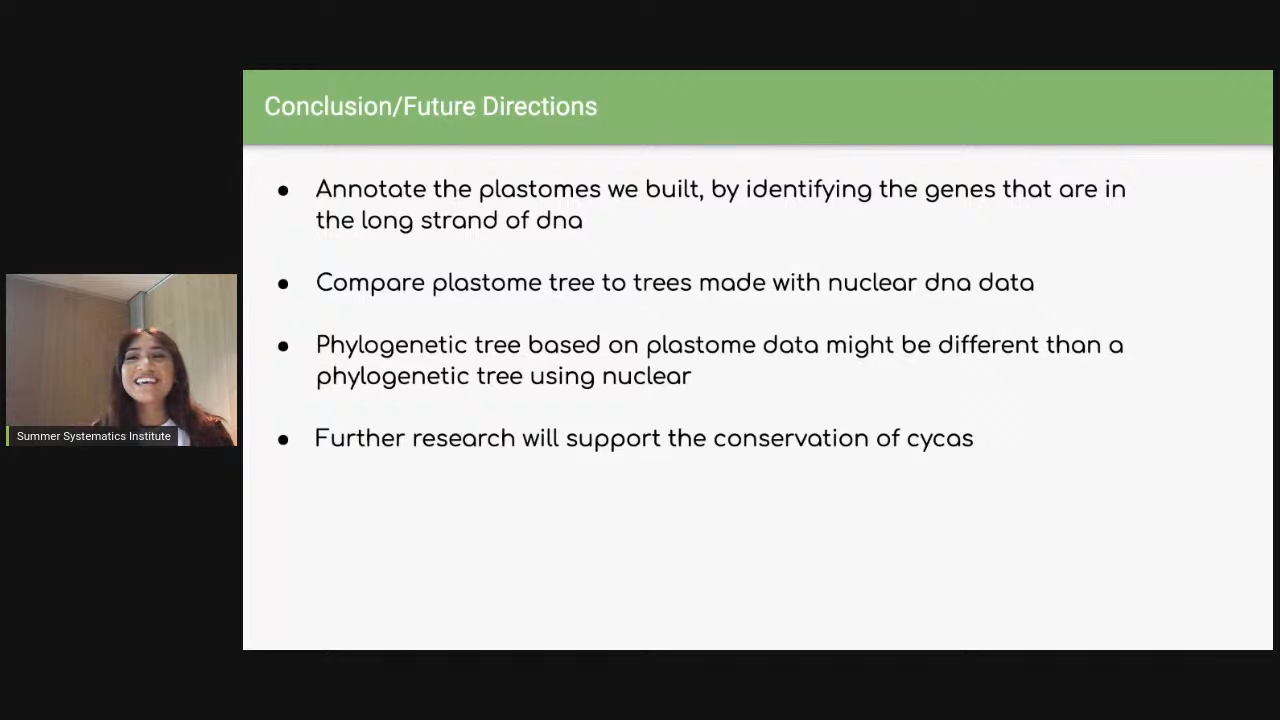 Conclusion/Future Directions
● Annotate the plastomes we built, by identifying the genes that are in
the long strand of dna
● Compare plastome tree to trees made with nuclear dna data
● Phylogenetic tree based on plastome data might be different than a
phylogenetic tree using nuclear
● Further research will support the conservation of cycas
Summer Systematics Institute